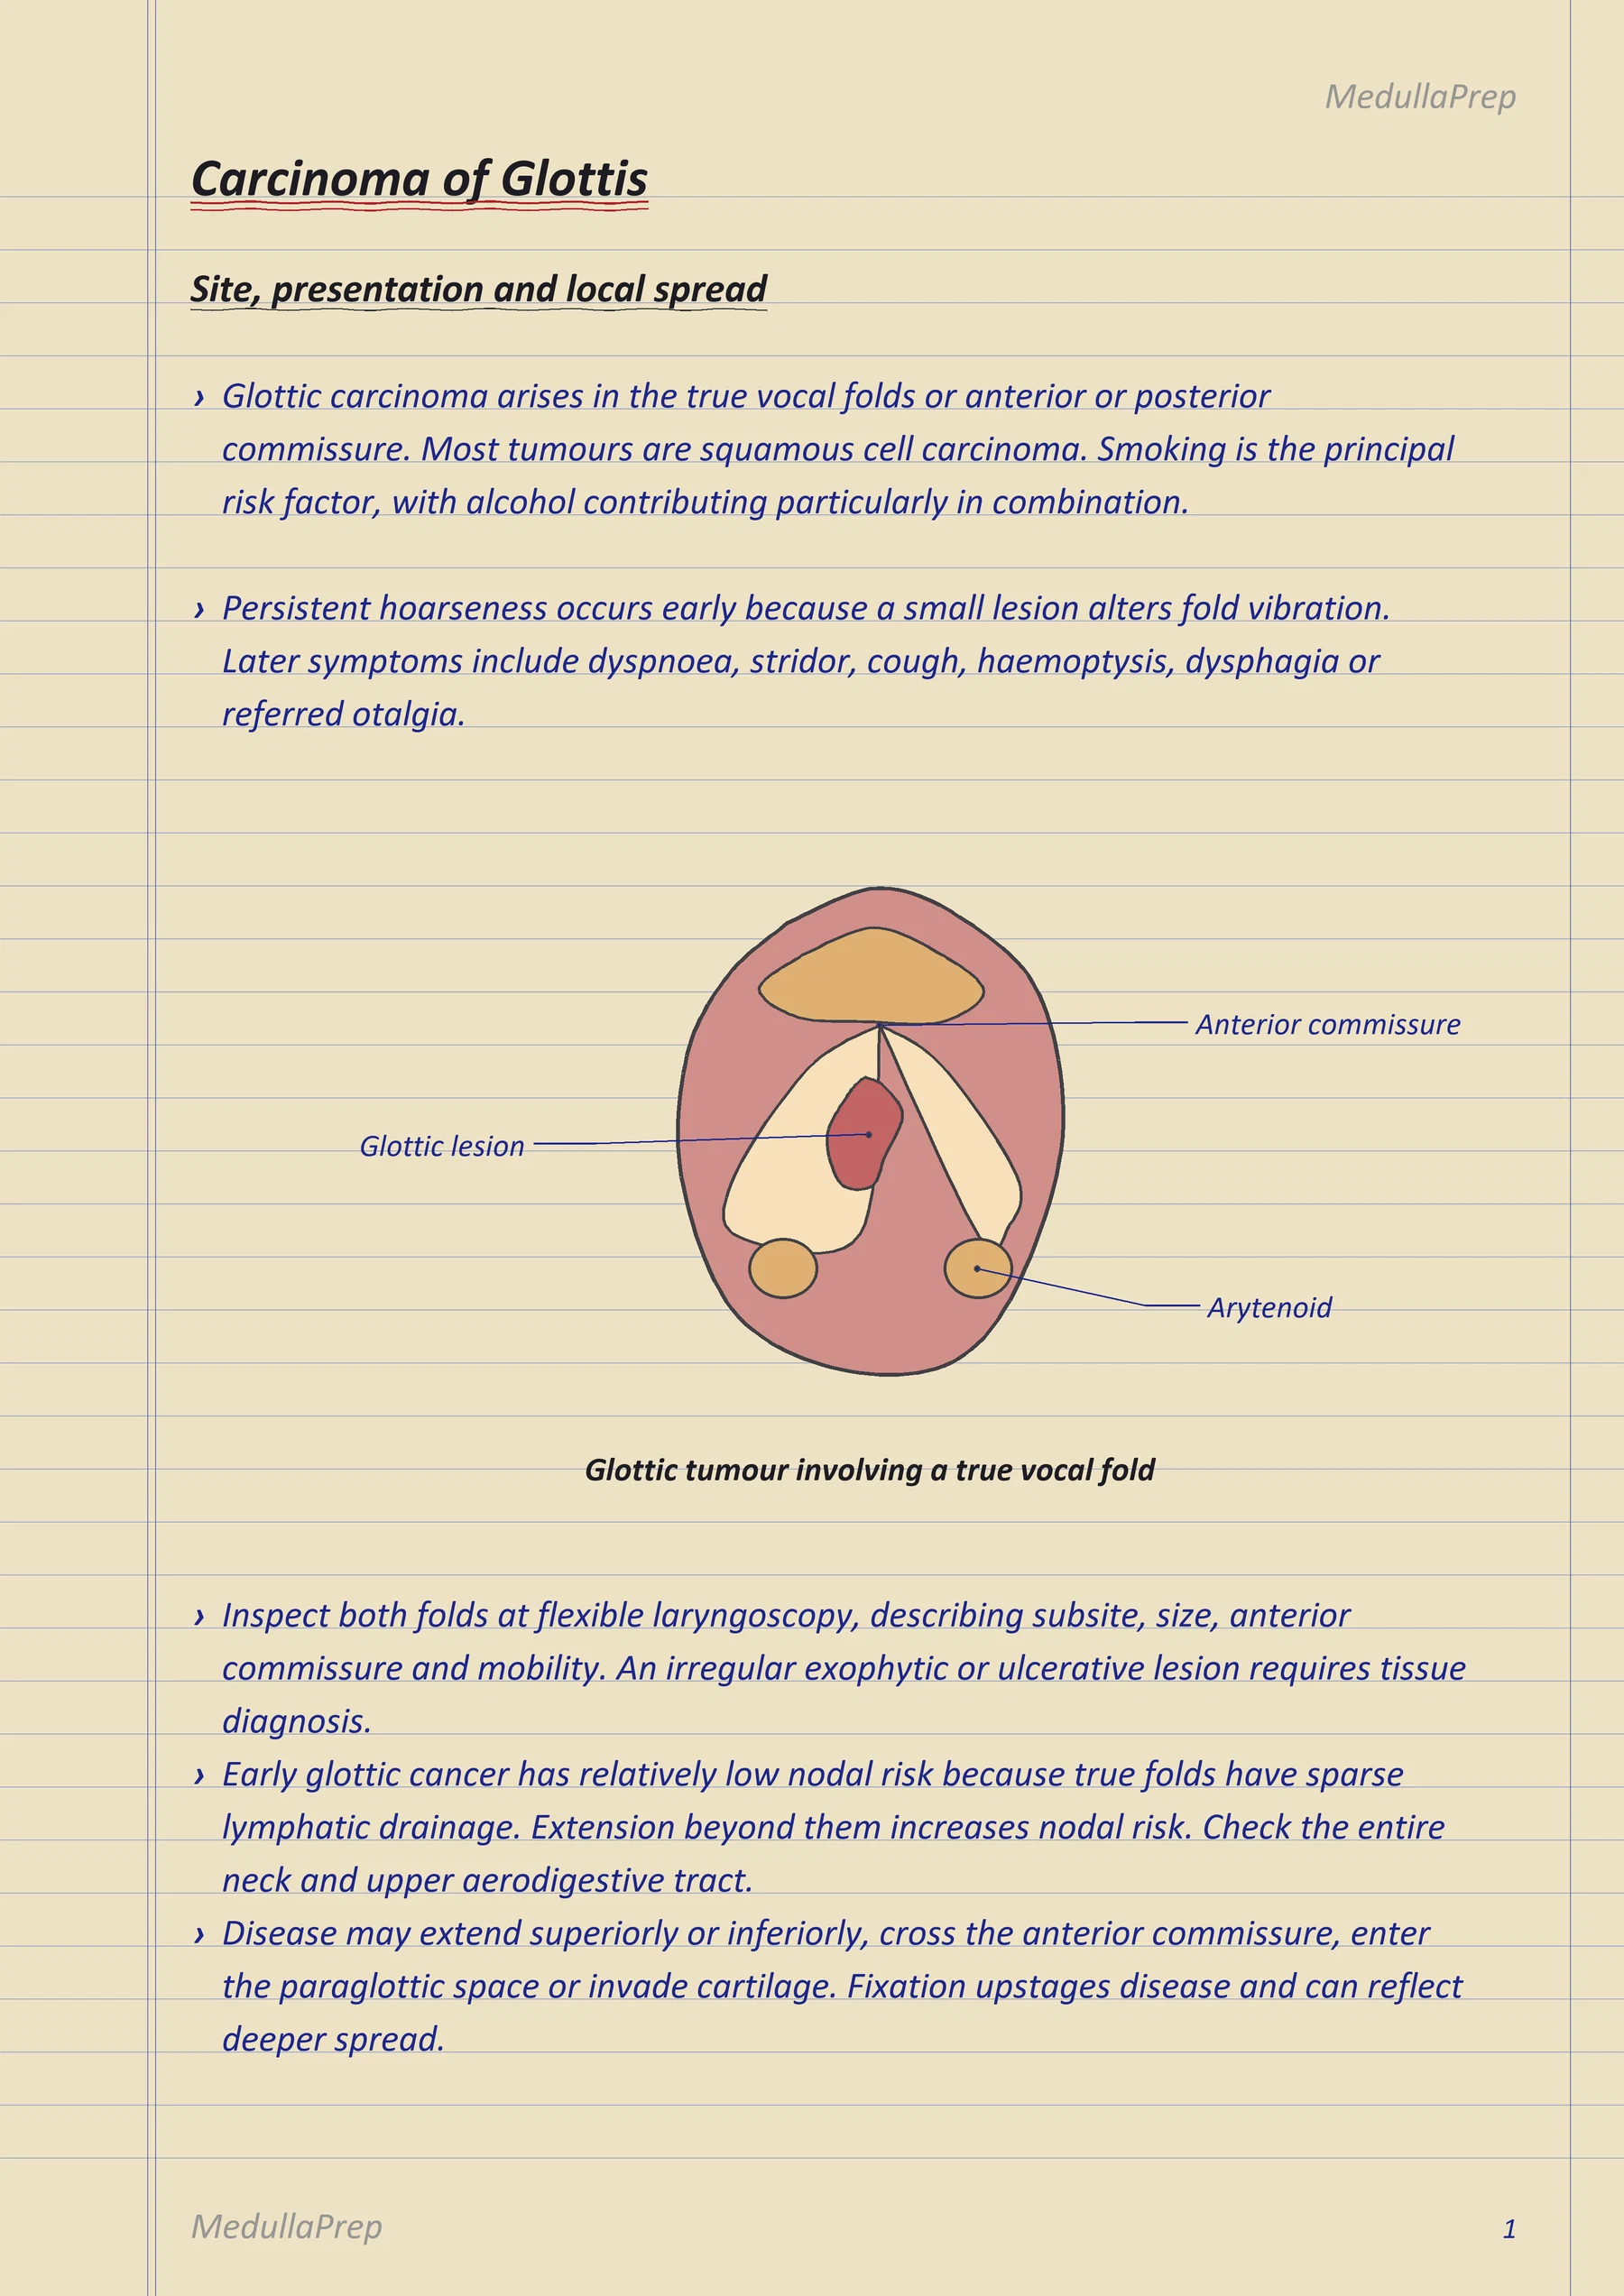 MedullaPrep
Carcinoma of Glottis
Site, presentation and local spread
› Glottic carcinoma arises in the true vocal folds or anterior or posterior
commissure. Most tumours are squamous cell carcinoma. Smoking is the principal
risk factor, with alcohol contributing particularly in combination.
› Persistent hoarseness occurs early because a small lesion alters fold vibration.
Later symptoms include dyspnoea, stridor, cough, haemoptysis, dysphagia or
referred otalgia.
Anterior commissure
Glottic lesion
Arytenoid
Glottic tumour involving a true vocal fold
› Inspect both folds at flexible laryngoscopy, describing subsite, size, anterior
commissure and mobility. An irregular exophytic or ulcerative lesion requires tissue
diagnosis.
› Early glottic cancer has relatively low nodal risk because true folds have sparse
lymphatic drainage. Extension beyond them increases nodal risk. Check the entire
neck and upper aerodigestive tract.
› Disease may extend superiorly or inferiorly, cross the anterior commissure, enter
the paraglottic space or invade cartilage. Fixation upstages disease and can reflect
deeper spread.
MedullaPrep
1